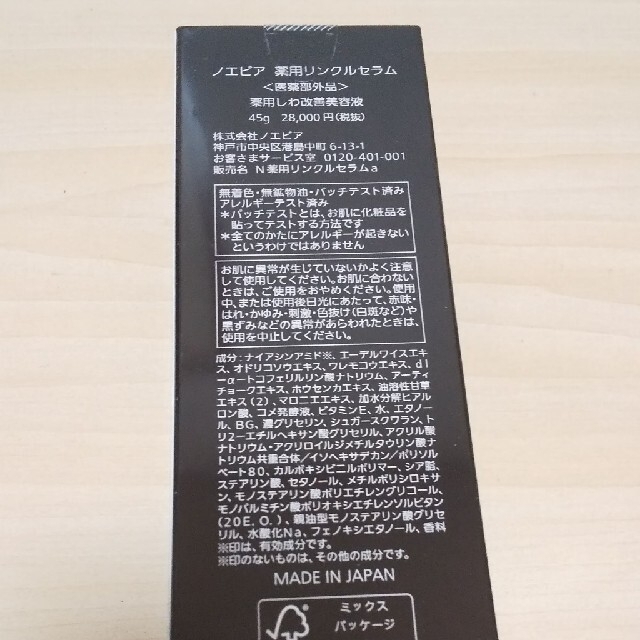 ノエビア 薬用リンクルセラム
＜医薬部外品＞
薬用しわ改善美容液
45g 28,000円(税抜)
株式会社ノエビア
神戸市中央区港島中町6-13-1
お客さまサービス室 0120-401-001
販売名 N薬用リンクルセラムa
無着色・無鉱物油・パッチテスト済み
アレルギーテスト済み
＊パッチテストとは、お肌に化粧品を
貼ってテストする方法です
＊全てのかたにアレルギーが起きない
というわけではありません
お肌に異常が生じていないかよく注意
して使用してください。お肌に合わない
ときは、ご使用をおやめください。使用
中、または使用後日光にあたって、赤味・
はれ・かゆみ・刺激・色抜け(白斑など)や
黒ずみなどの異常があらわれたときは、
使用を中止してください。
成分：ナイアシンアミド※、エーデルワイスエキ
ス、オドリコソウエキス、ワレモコウエキス、dl
－α－トコフェリルリン酸ナトリウム、アーティ
チョークエキス、ホウセンカエキス、油溶性甘草
エキス(2)、マロニエエキス、加水分解ヒアル
ロン酸、コメ発酵液、ビタミンE、水、エタノー
ル、BG、濃グリセリン、シュガースクワラン、ト
リ2－エチルヘキサン酸グリセリル、アクリル酸
ナトリウム・アクリロイルジメチルタウリン酸ナ
トリウム共重合体／イソヘキサデカン／ポリソル
ベート80、カルボキシビニルポリマー、シア脂、
ステアリン酸、セタノール、メチルポリシロキサ
ン、モノステアリン酸ポリエチレングリコール、
モノパルミチン酸ポリオキシエチレンソルビタン
(20E.O.)、親油型モノステアリン酸グリセ
リル、水酸化Na、フェノキシエタノール、香料
※印は、有効成分です。
※印のないものは、その他の成分です。
MADE IN JAPAN
ミックス
パッケージ